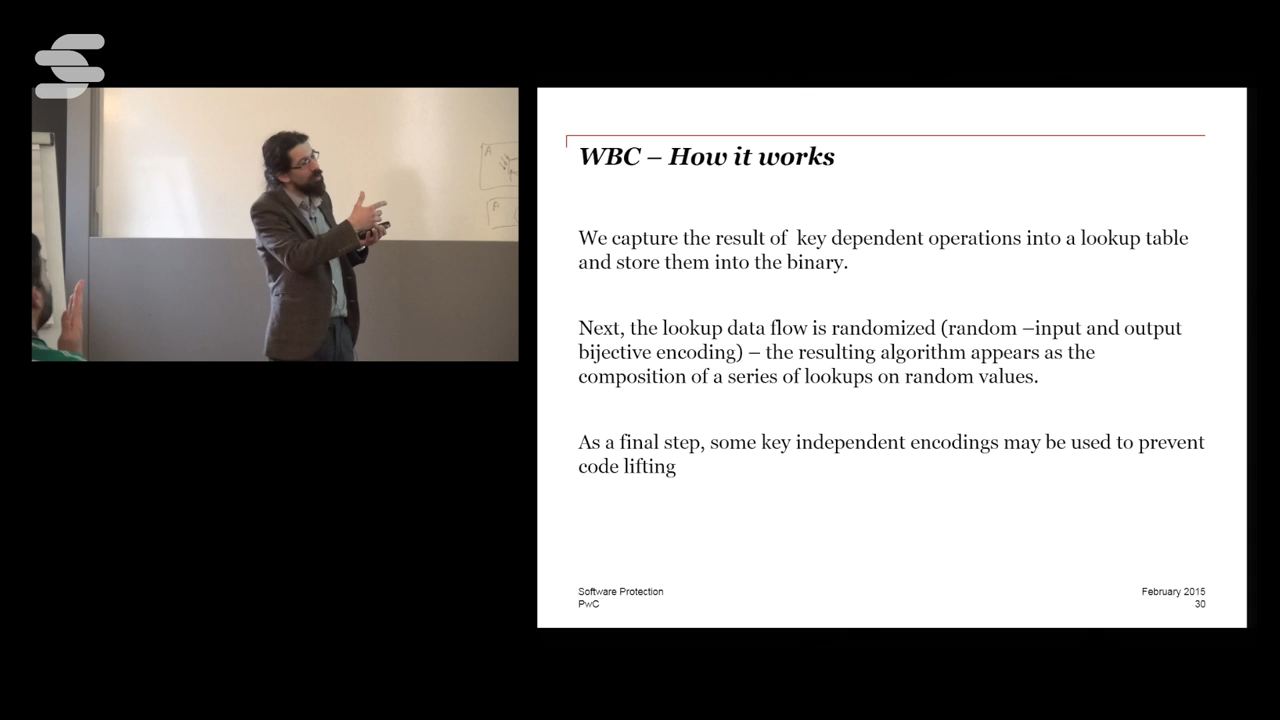 WBC – How it works
We capture the result of  key dependent operations into a lookup table
and store them into the binary.
Next, the lookup data flow is randomized (random –input and output
bijective encoding) – the resulting algorithm appears as the
composition of a series of lookups on random values.
As a final step, some key independent encodings may be used to prevent
code lifting
Software Protection
PwC
February 2015
30
A